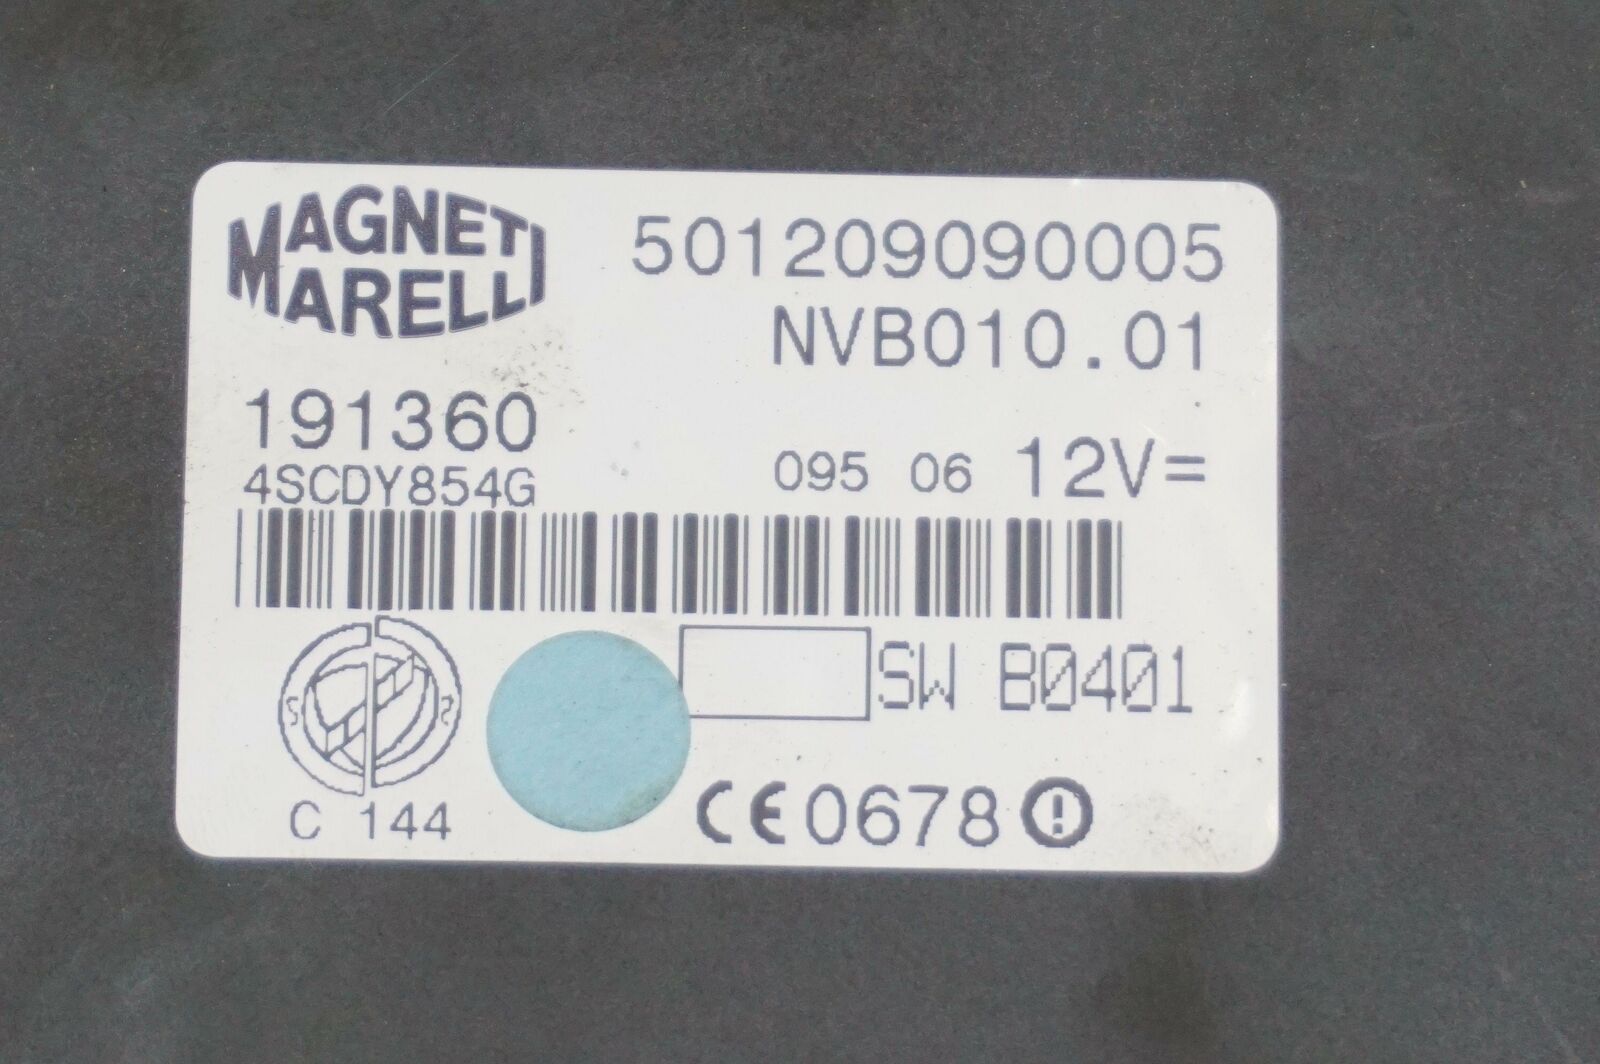 MAGNETI
MARELLI
501209090005
NVB010.01
191360
4SCDY854G
095 06 12V=
SW B0401
C 144
CE0678